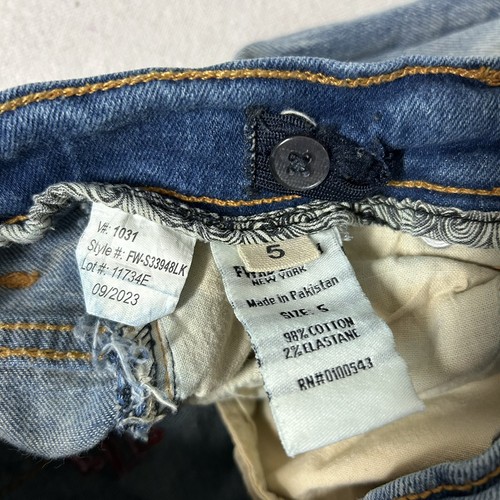 V#: 1031
Style #: FW-S33948LK
Lot #: 11734E
09/2023
5
NEW YORK
Made in Pakistan
SIZE: 5
98% COTTON
2% ELASTANE
RN#0100543